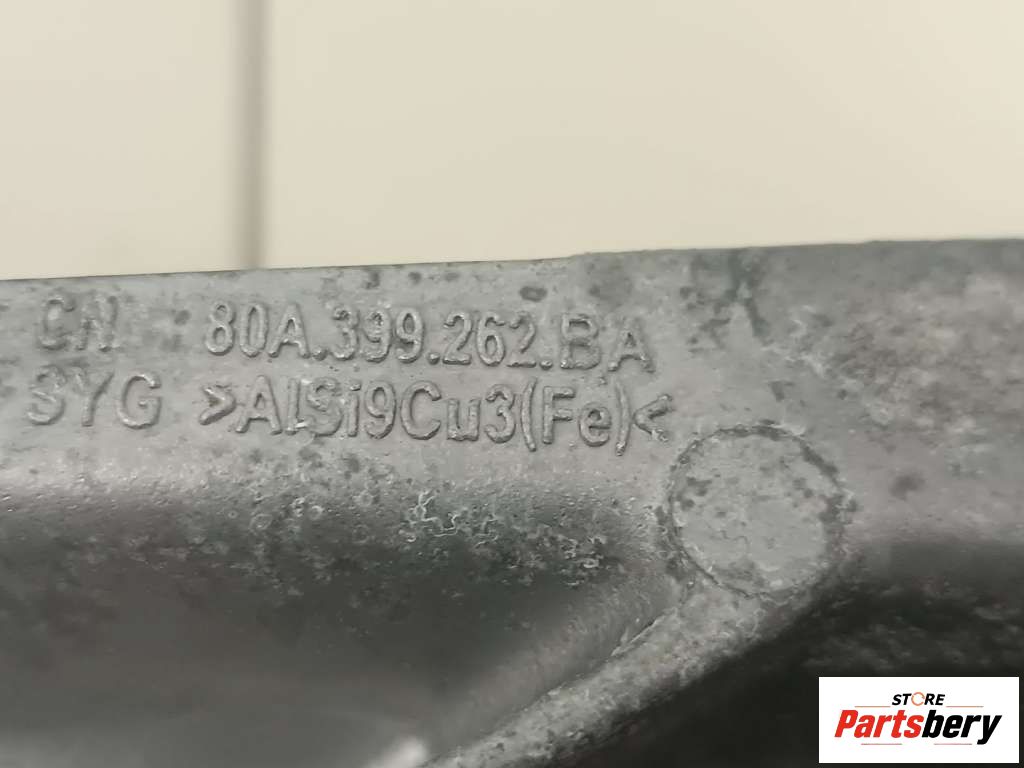 CN 80A.399.262.BA
SYG >AlSi9Cu3(Fe)<
STORE
Partsbery